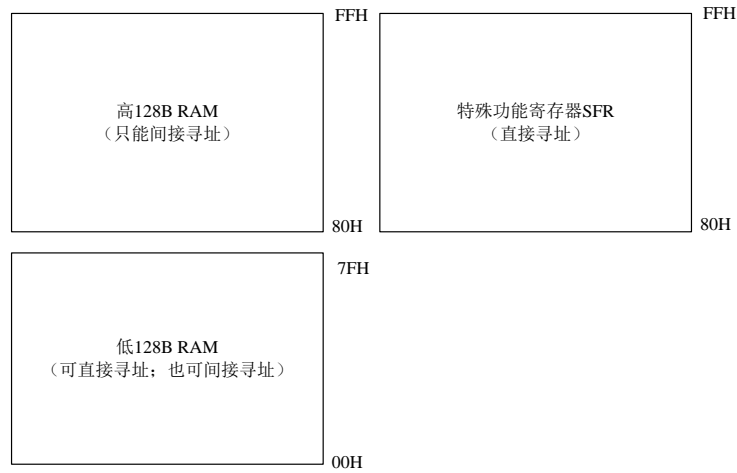 FFH
高128B RAM
（只能间接寻址）
80H
FFH
特殊功能寄存器SFR
（直接寻址）
80H
7FH
低128B RAM
（可直接寻址；也可间接寻址）
00H